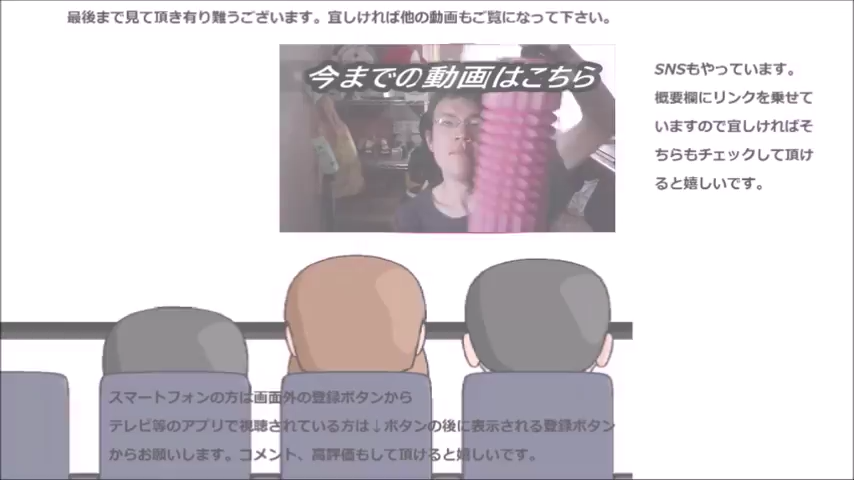 最後まで見て頂き有り難うございます。宜しければ他の動画もご覧になって下さい。
今までの動画はこちら
SNSもやっています。
概要欄にリンクを乗せて
いますので宜しければそ
ちらもチェックして頂け
ると嬉しいです。
スマートフォンの方は画面外の登録ボタンから
テレビ等のアプリで視聴されている方は↓ボタンの後に表示される登録ボタン
からお願いします。コメント、高評価もして頂けると嬉しいです。